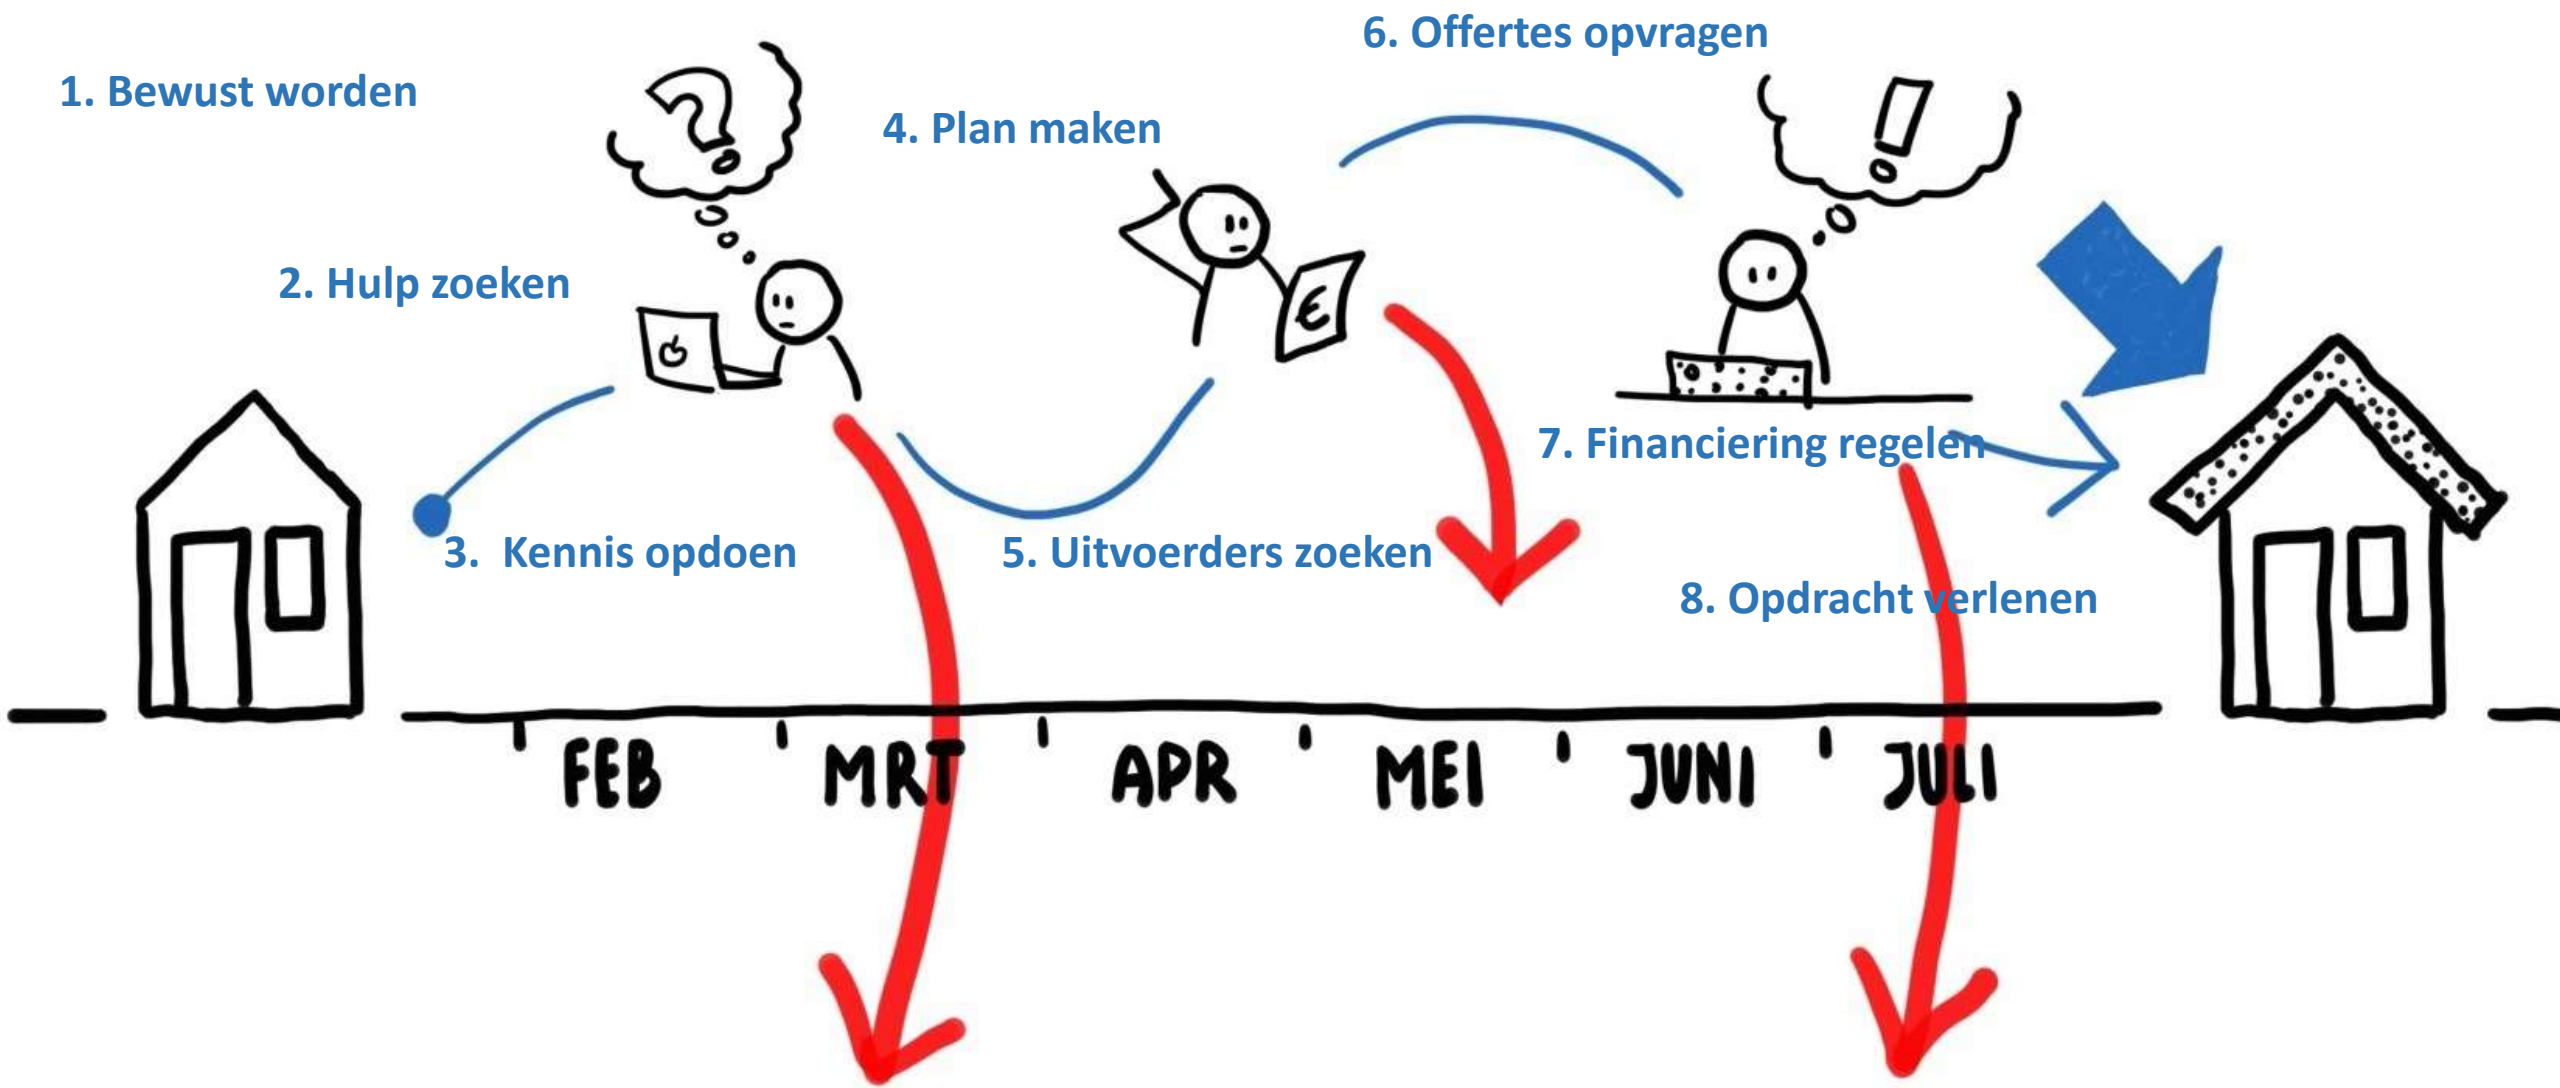 1. Bewust worden
2. Hulp zoeken
3. Kennis opdoen
4. Plan maken
5. Uitvoerders zoeken
6. Offertes opvragen
7. Financiering regelen
8. Opdracht verlenen
?
€
!
FEB
MRT
APR
MEI
JUNI
JULI